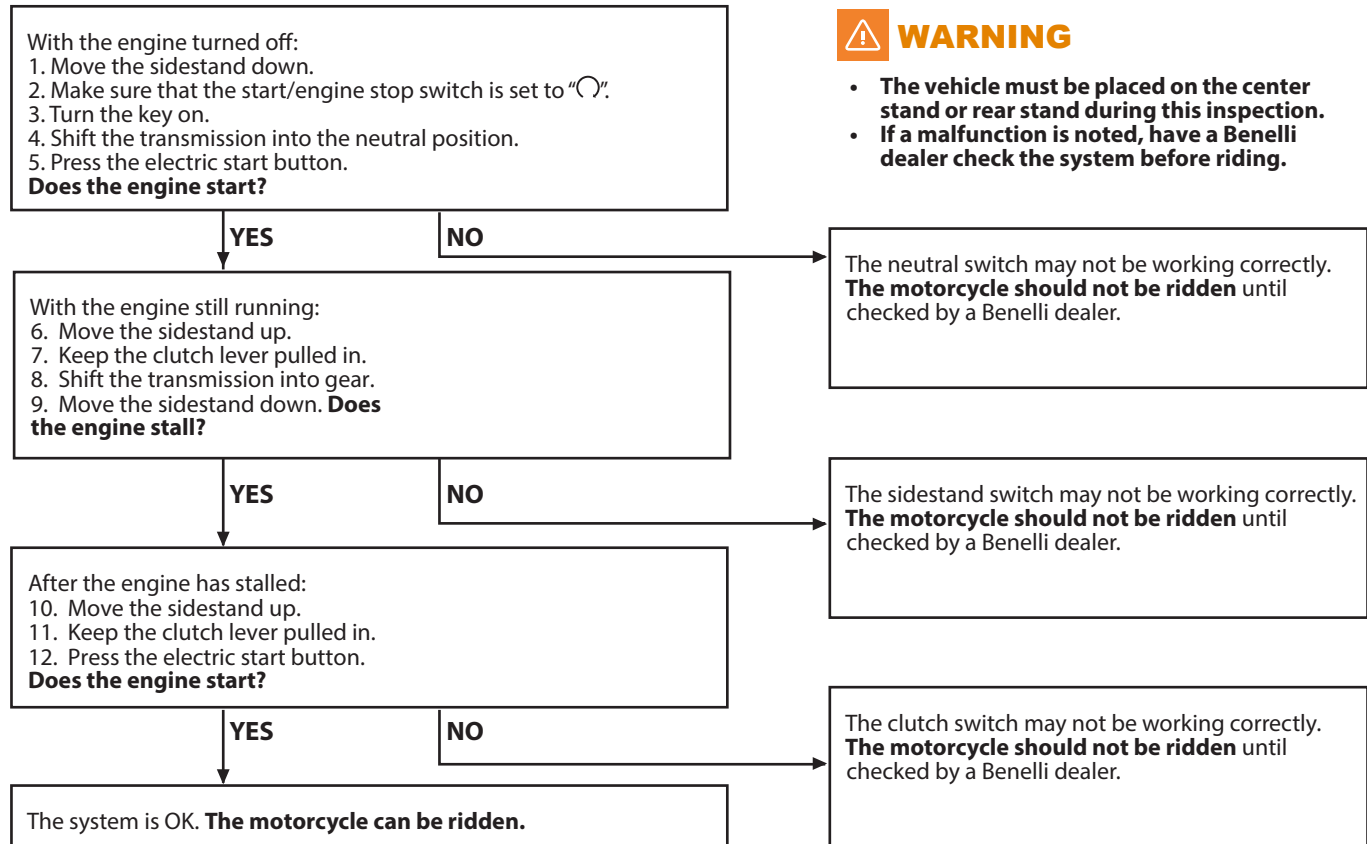 With the engine turned off:
1. Move the sidestand down.
2. Make sure that the start/engine stop switch is set to “ ”.
3. Turn the key on.
4. Shift the transmission into the neutral position.
5. Press the electric start button.
Does the engine start?
WARNING
• The vehicle must be placed on the center
stand or rear stand during this inspection.
• If a malfunction is noted, have a Benelli
dealer check the system before riding.
YES
NO
The neutral switch may not be working correctly.
The motorcycle should not be ridden until
checked by a Benelli dealer.
With the engine still running:
6. Move the sidestand up.
7. Keep the clutch lever pulled in.
8. Shift the transmission into gear.
9. Move the sidestand down. Does
the engine stall?
YES
NO
The sidestand switch may not be working correctly.
The motorcycle should not be ridden until
checked by a Benelli dealer.
After the engine has stalled:
10. Move the sidestand up.
11. Keep the clutch lever pulled in.
12. Press the electric start button.
Does the engine start?
YES
NO
The clutch switch may not be working correctly.
The motorcycle should not be ridden until
checked by a Benelli dealer.
The system is OK. The motorcycle can be ridden.